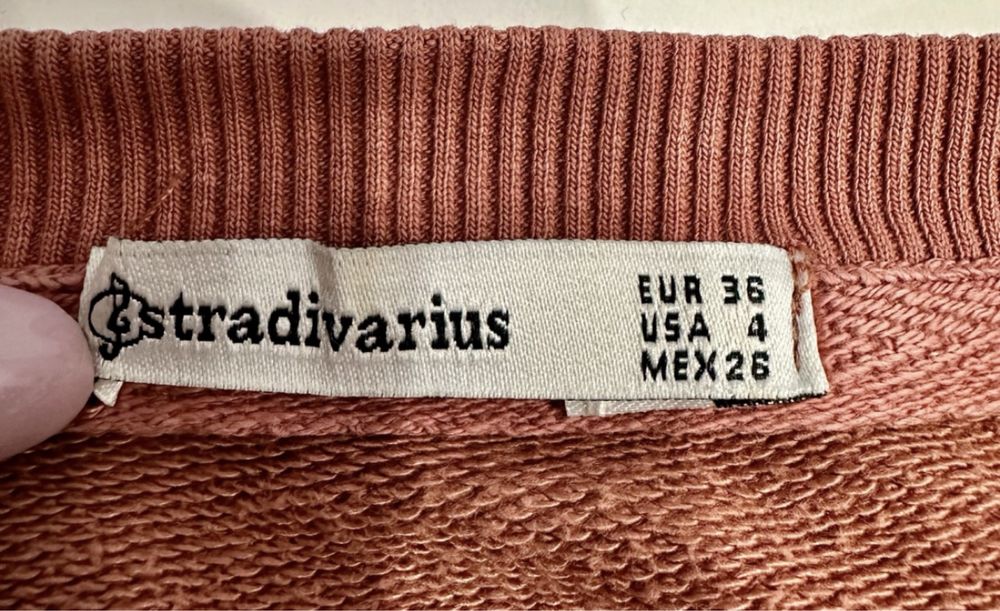 stradivarius
EUR 36
USA 4
MEX 26